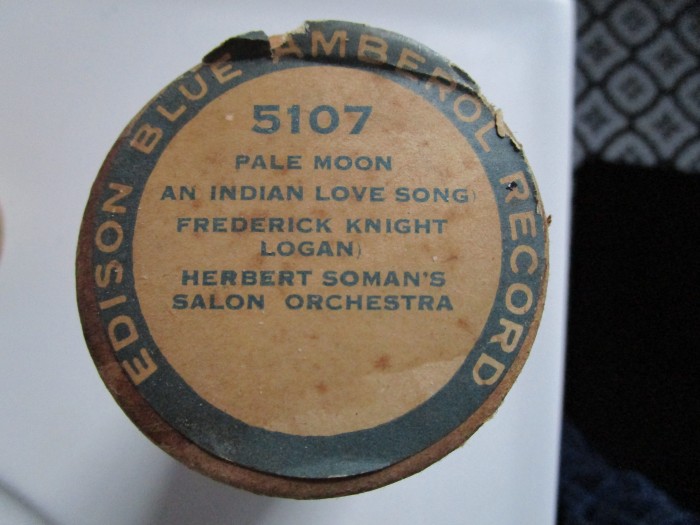 EDISON BLUE AMBEROL RECORD
5107
PALE MOON
AN INDIAN LOVE SONG)
FREDERICK KNIGHT
LOGAN)
HERBERT SOMAN'S
SALON ORCHESTRA